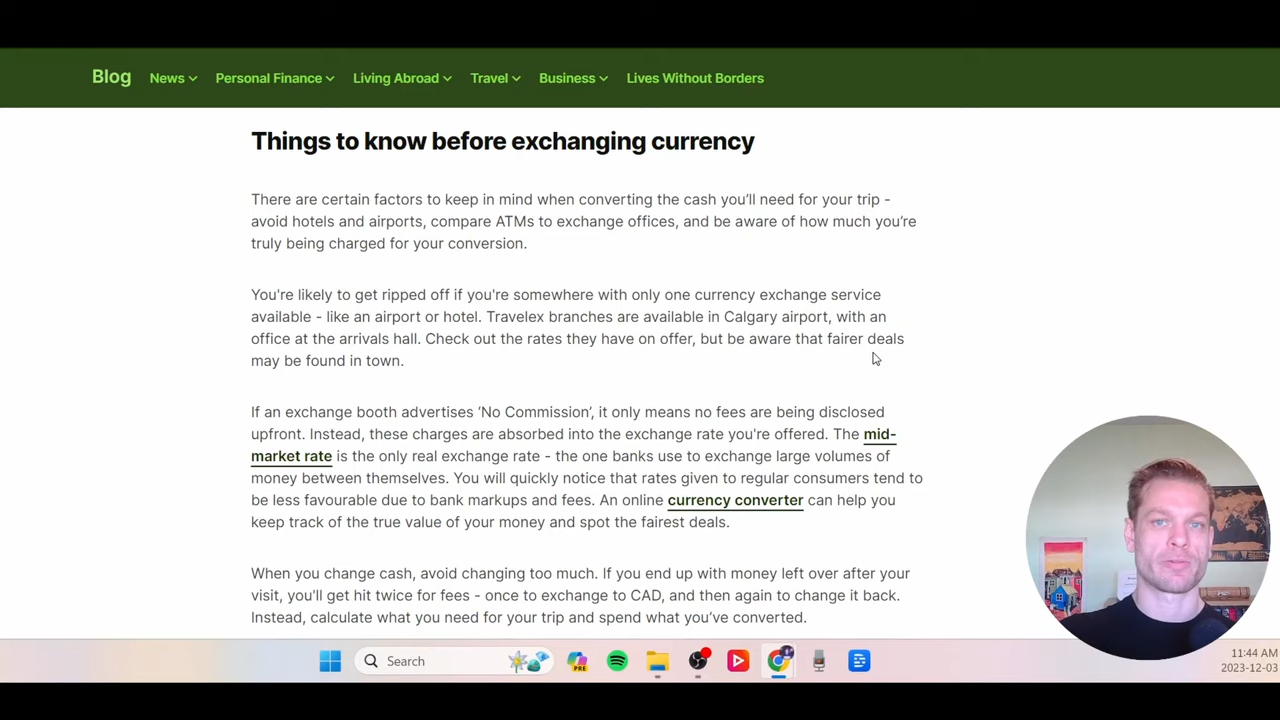 Blog News Personal Finance Living Abroad Travel Business Lives Without Borders
Things to know before exchanging currency
There are certain factors to keep in mind when converting the cash you’ll need for your trip -
avoid hotels and airports, compare ATMs to exchange offices, and be aware of how much you’re
truly being charged for your conversion.
You're likely to get ripped off if you're somewhere with only one currency exchange service
available - like an airport or hotel. Travelex branches are available in Calgary airport, with an
office at the arrivals hall. Check out the rates they have on offer, but be aware that fairer deals
may be found in town.
If an exchange booth advertises ‘No Commission’, it only means no fees are being disclosed
upfront. Instead, these charges are absorbed into the exchange rate you're offered. The mid-
market rate is the only real exchange rate - the one banks use to exchange large volumes of
money between themselves. You will quickly notice that rates given to regular consumers tend to
be less favourable due to bank markups and fees. An online currency converter can help you
keep track of the true value of your money and spot the fairest deals.
When you change cash, avoid changing too much. If you end up with money left over after your
visit, you'll get hit twice for fees - once to exchange to CAD, and then again to change it back.
Instead, calculate what you need for your trip and spend what you’ve converted.
Search
PRE
11:44 AM
2023-12-03